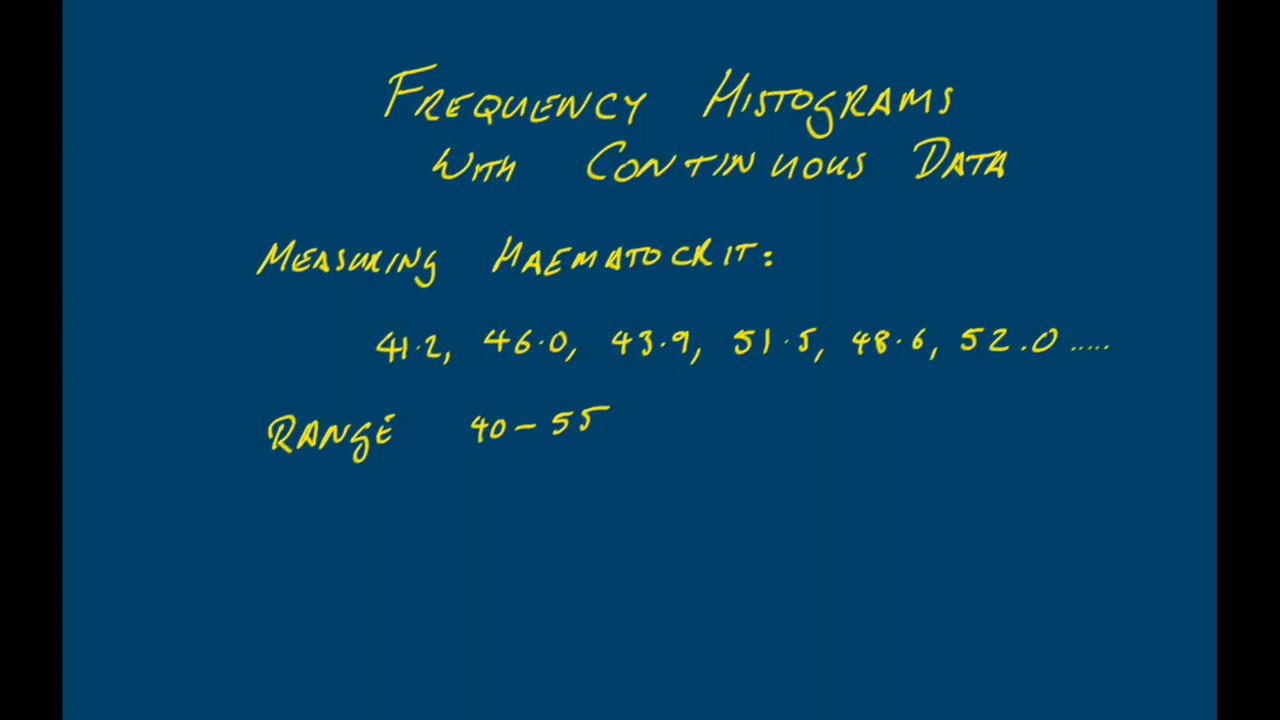 FREQUENCY HISTOGRAMS
WITH CONTINUOUS DATA
MEASURING HAEMATOCRIT:
41.2, 46.0, 43.9, 51.5, 48.6, 52.0.....
RANGE 40-55